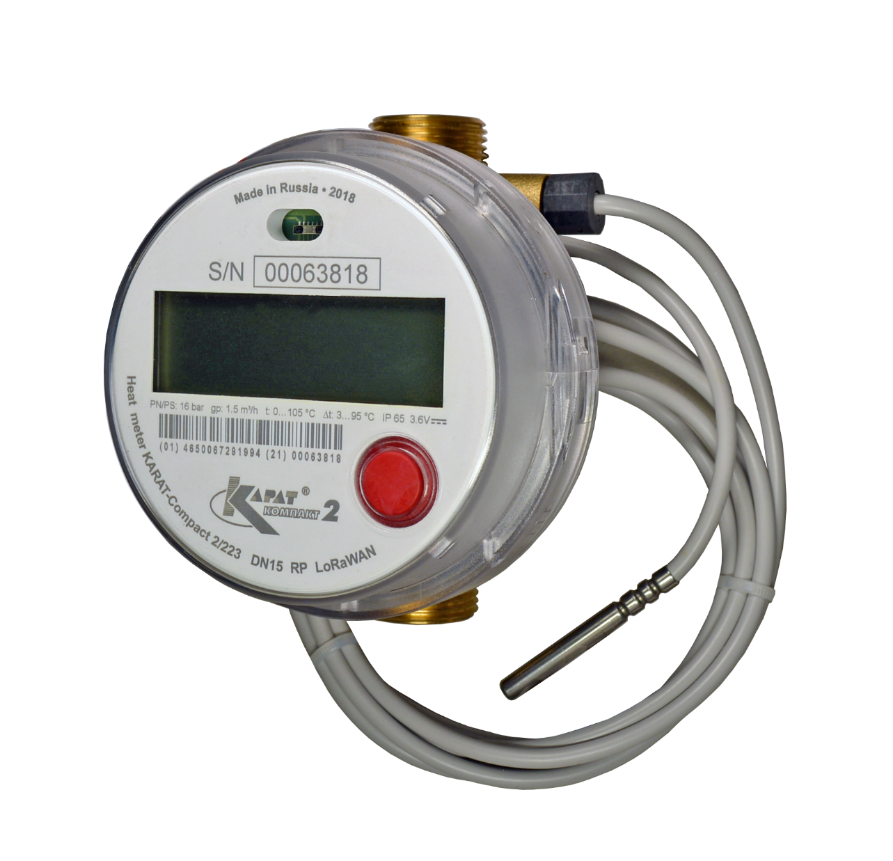 Made in Russia • 2018
S/N 00063818
PN/PS: 16 bar gp: 1.5 m³/h t: 0...105 °C Δt: 3...95 °C IP 65 3.6V⎓
(01) 4650067291994 (21) 00063818
КАРАТ®
КОМПАКТ 2
Heat meter KARAT-Compact 2/223 DN15 RP LoRaWAN